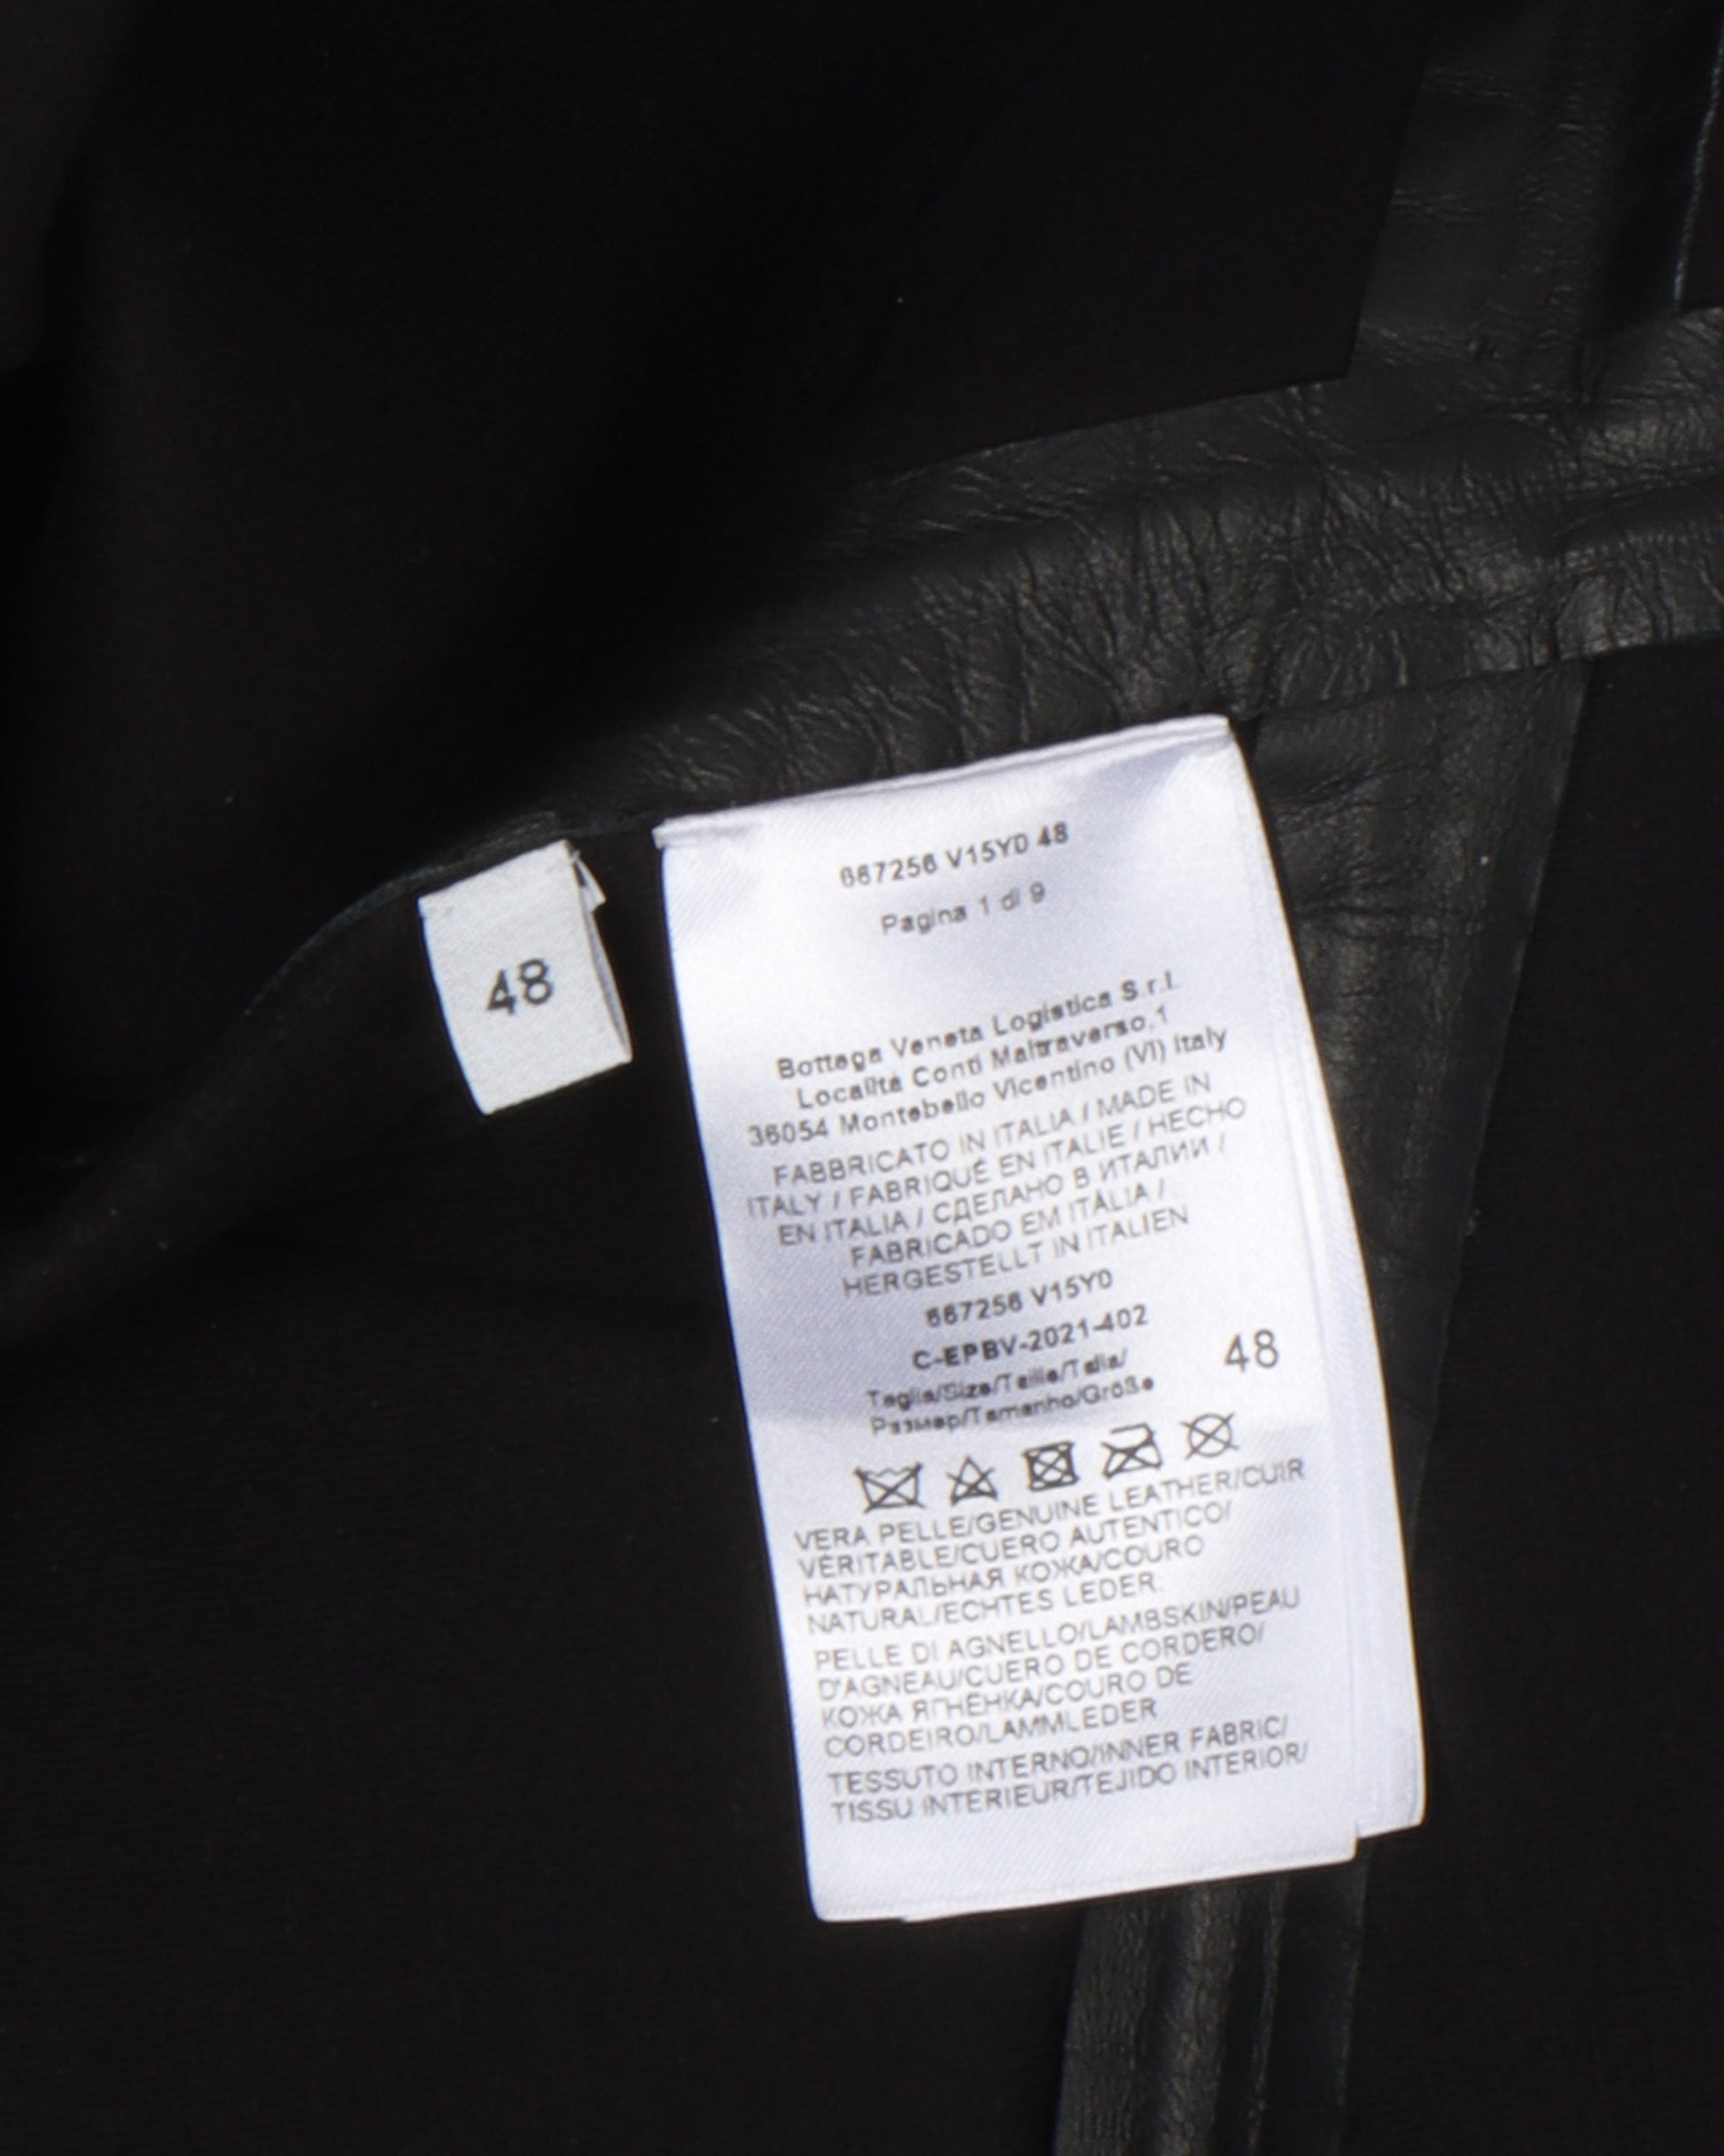 48
667256 V15Y0 48
Pagina 1 di 9
Bottega Veneta Logistica S.r.l.
Località Conti Maltraverso,1
36054 Montebello Vicentino (VI) Italy
FABBRICATO IN ITALIA / MADE IN
ITALY / FABRIQUÉ EN ITALIE / HECHO
EN ITALIA / СДЕЛАНО В ИТАЛИИ /
FABRICADO EM ITÁLIA /
HERGESTELLT IN ITALIEN
667256 V15Y0
C-EPBV-2021-402
Taglia/Size/Taille/Talla/
Размер/Tamanho/Größe
48
VERA PELLE/GENUINE LEATHER/CUIR
VÉRITABLE/CUERO AUTENTICO/
НАТУРАЛЬНАЯ КОЖА/COURO
NATURAL/ECHTES LEDER:
PELLE DI AGNELLO/LAMBSKIN/PEAU
D'AGNEAU/CUERO DE CORDERO/
КОЖА ЯГНЁНКА/COURO DE
CORDEIRO/LAMMLEDER
TESSUTO INTERNO/INNER FABRIC/
TISSU INTERIEUR/TEJIDO INTERIOR/